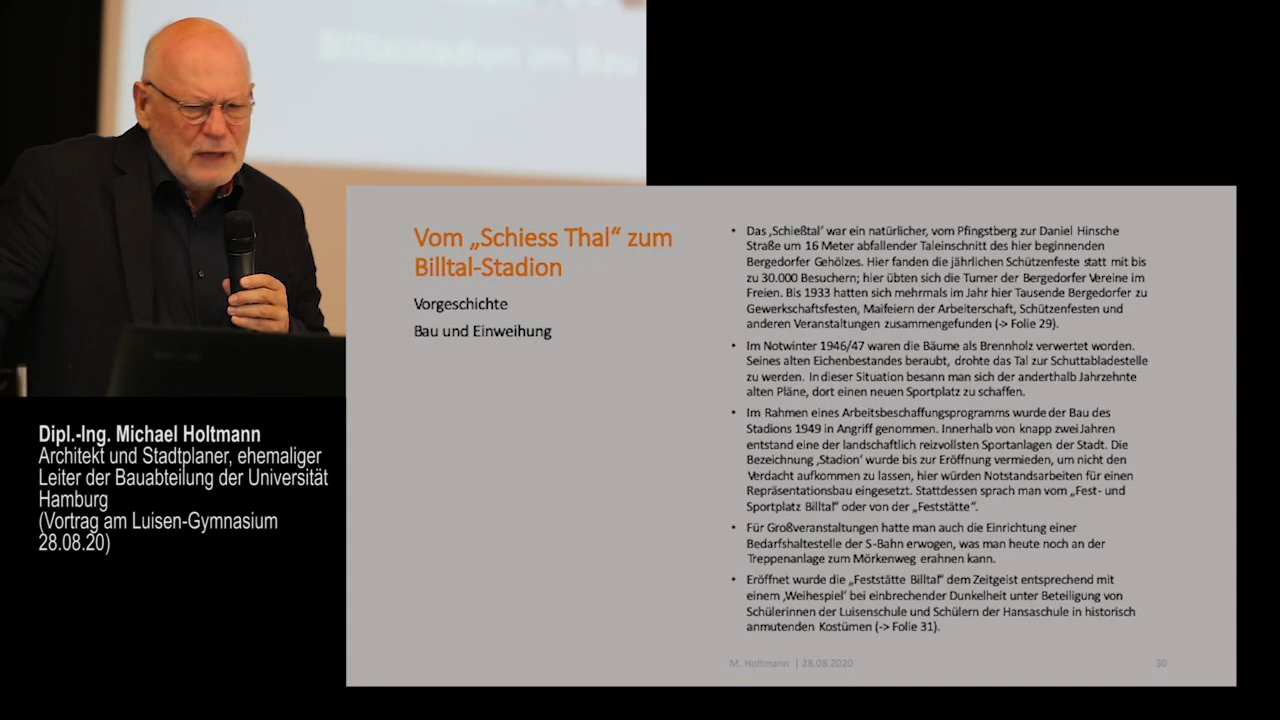 Billtalstadion im Bau
Dipl.-Ing. Michael Holtmann
Architekt und Stadtplaner, ehemaliger
Leiter der Bauabteilung der Universität
Hamburg
(Vortrag am Luisen-Gymnasium
28.08.20)
Vom „Schiess Thal“ zum
Billtal-Stadion
Vorgeschichte
Bau und Einweihung
• Das ‚Schießtal‘ war ein natürlicher, vom Pfingstberg zur Daniel Hinsche
Straße um 16 Meter abfallender Taleinschnitt des hier beginnenden
Bergedorfer Gehölzes. Hier fanden die jährlichen Schützenfeste statt mit bis
zu 30.000 Besuchern; hier übten sich die Turner der Bergedorfer Vereine im
Freien. Bis 1933 hatten sich mehrmals im Jahr hier Tausende Bergedorfer zu
Gewerkschaftsfesten, Maifeiern der Arbeiterschaft, Schützenfesten und
anderen Veranstaltungen zusammengefunden (-> Folie 29).
• Im Notwinter 1946/47 waren die Bäume als Brennholz verwertet worden.
Seines alten Eichenbestandes beraubt, drohte das Tal zur Schuttabladestelle
zu werden. In dieser Situation besann man sich der anderthalb Jahrzehnte
alten Pläne, dort einen neuen Sportplatz zu schaffen.
• Im Rahmen eines Arbeitsbeschaffungsprogramms wurde der Bau des
Stadions 1949 in Angriff genommen. Innerhalb von knapp zwei Jahren
entstand eine der landschaftlich reizvollsten Sportanlagen der Stadt. Die
Bezeichnung ‚Stadion‘ wurde bis zur Eröffnung vermieden, um nicht den
Verdacht aufkommen zu lassen, hier würden Notstandsarbeiten für einen
Repräsentationsbau eingesetzt. Stattdessen sprach man vom „Fest- und
Sportplatz Billtal“ oder von der „Feststätte“.
• Für Großveranstaltungen hatte man auch die Einrichtung einer
Bedarfshaltestelle der S-Bahn erwogen, was man heute noch an der
Treppenanlage zum Mörkenweg erahnen kann.
• Eröffnet wurde die „Feststätte Billtal“ dem Zeitgeist entsprechend mit
einem ‚Weihespiel‘ bei einbrechender Dunkelheit unter Beteiligung von
Schülerinnen der Luisenschule und Schülern der Hansaschule in historisch
anmutenden Kostümen (-> Folie 31).
M. Holtmann | 28.08.2020
30